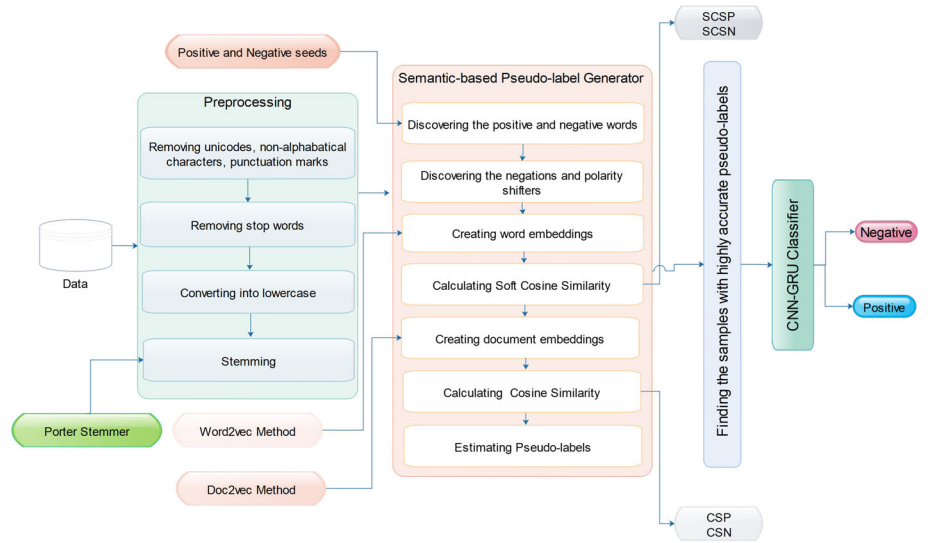 SCSP
SCSN
Positive and Negative seeds
Semantic-based Pseudo-label Generator
Preprocessing
Discovering the positive and negative words
Removing unicodes, non-alphabatical
characters, punctuation marks
Discovering the negations and polarity
shifters
Removing stop words
Creating word embeddings
Data
Converting into lowercase
Calculating Soft Cosine Similarity
Stemming
Creating document embeddings
Calculating Cosine Similarity
Porter Stemmer
Word2vec Method
Estimating Pseudo-labels
Doc2vec Method
Finding the samples with highly accurate pseudo-labels
CNN-GRU Classifier
Negative
Positive
CSP
CSN